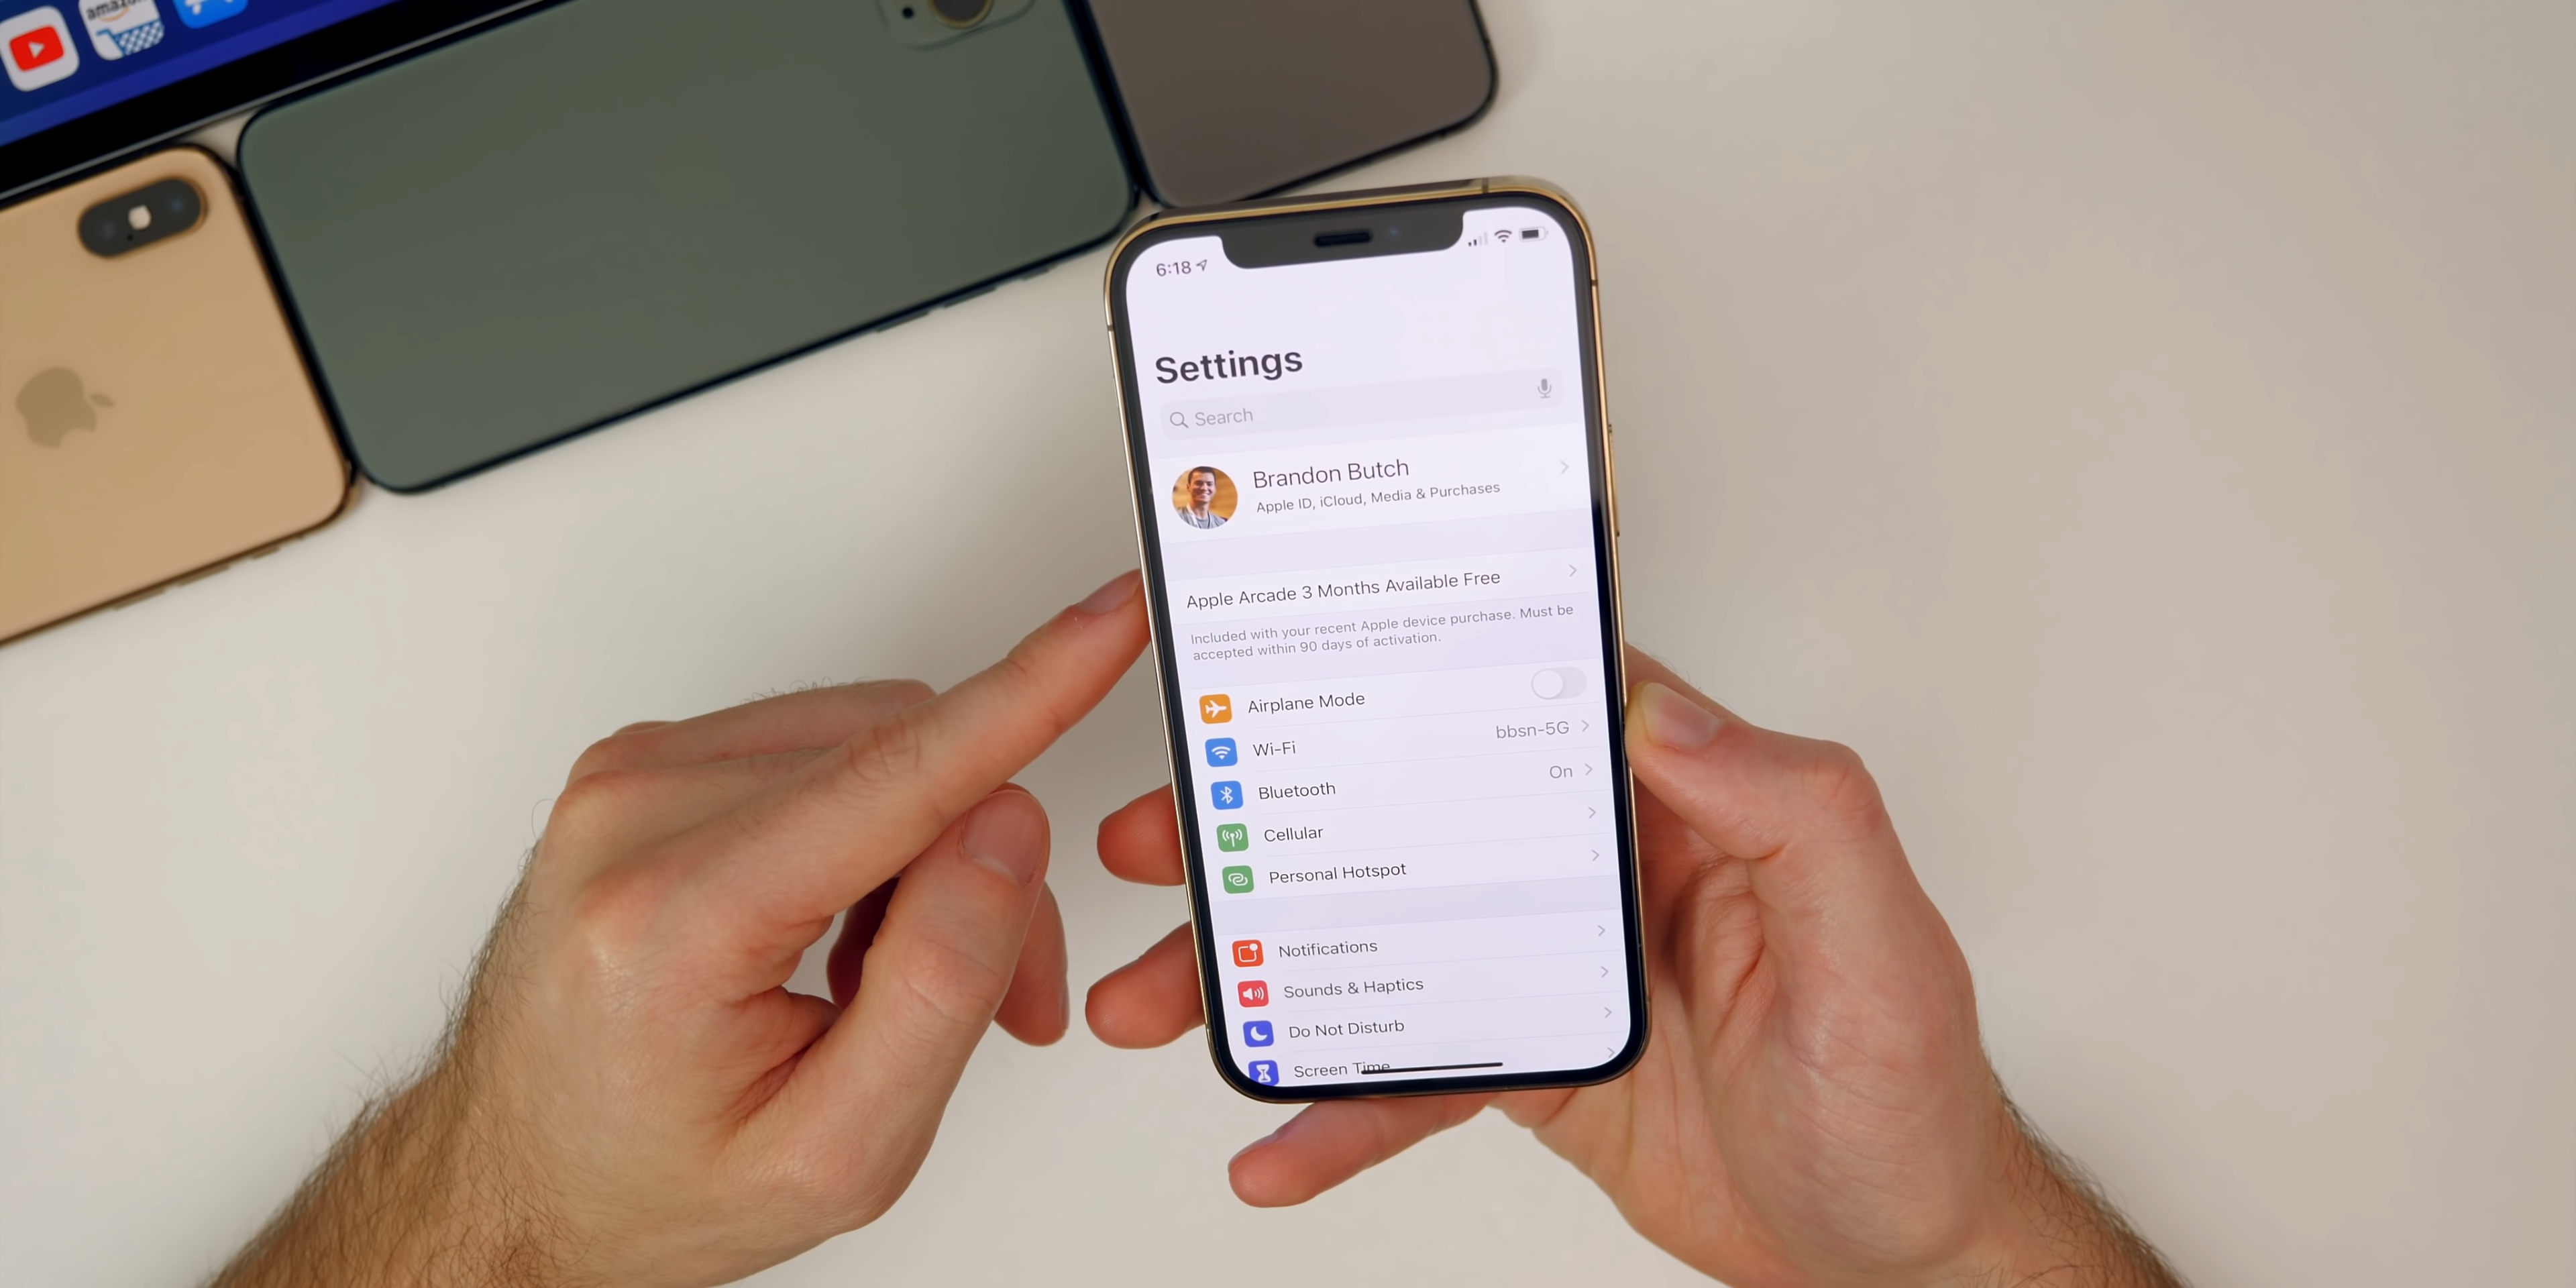 amazon
6:18
Settings
Search
Brandon Butch
Apple ID, iCloud, Media & Purchases
Apple Arcade 3 Months Available Free
Included with your recent Apple device purchase. Must be
accepted within 90 days of activation.
Airplane Mode
Wi-Fi bbsn-5G
Bluetooth On
Cellular
Personal Hotspot
Notifications
Sounds & Haptics
Do Not Disturb
Screen Time